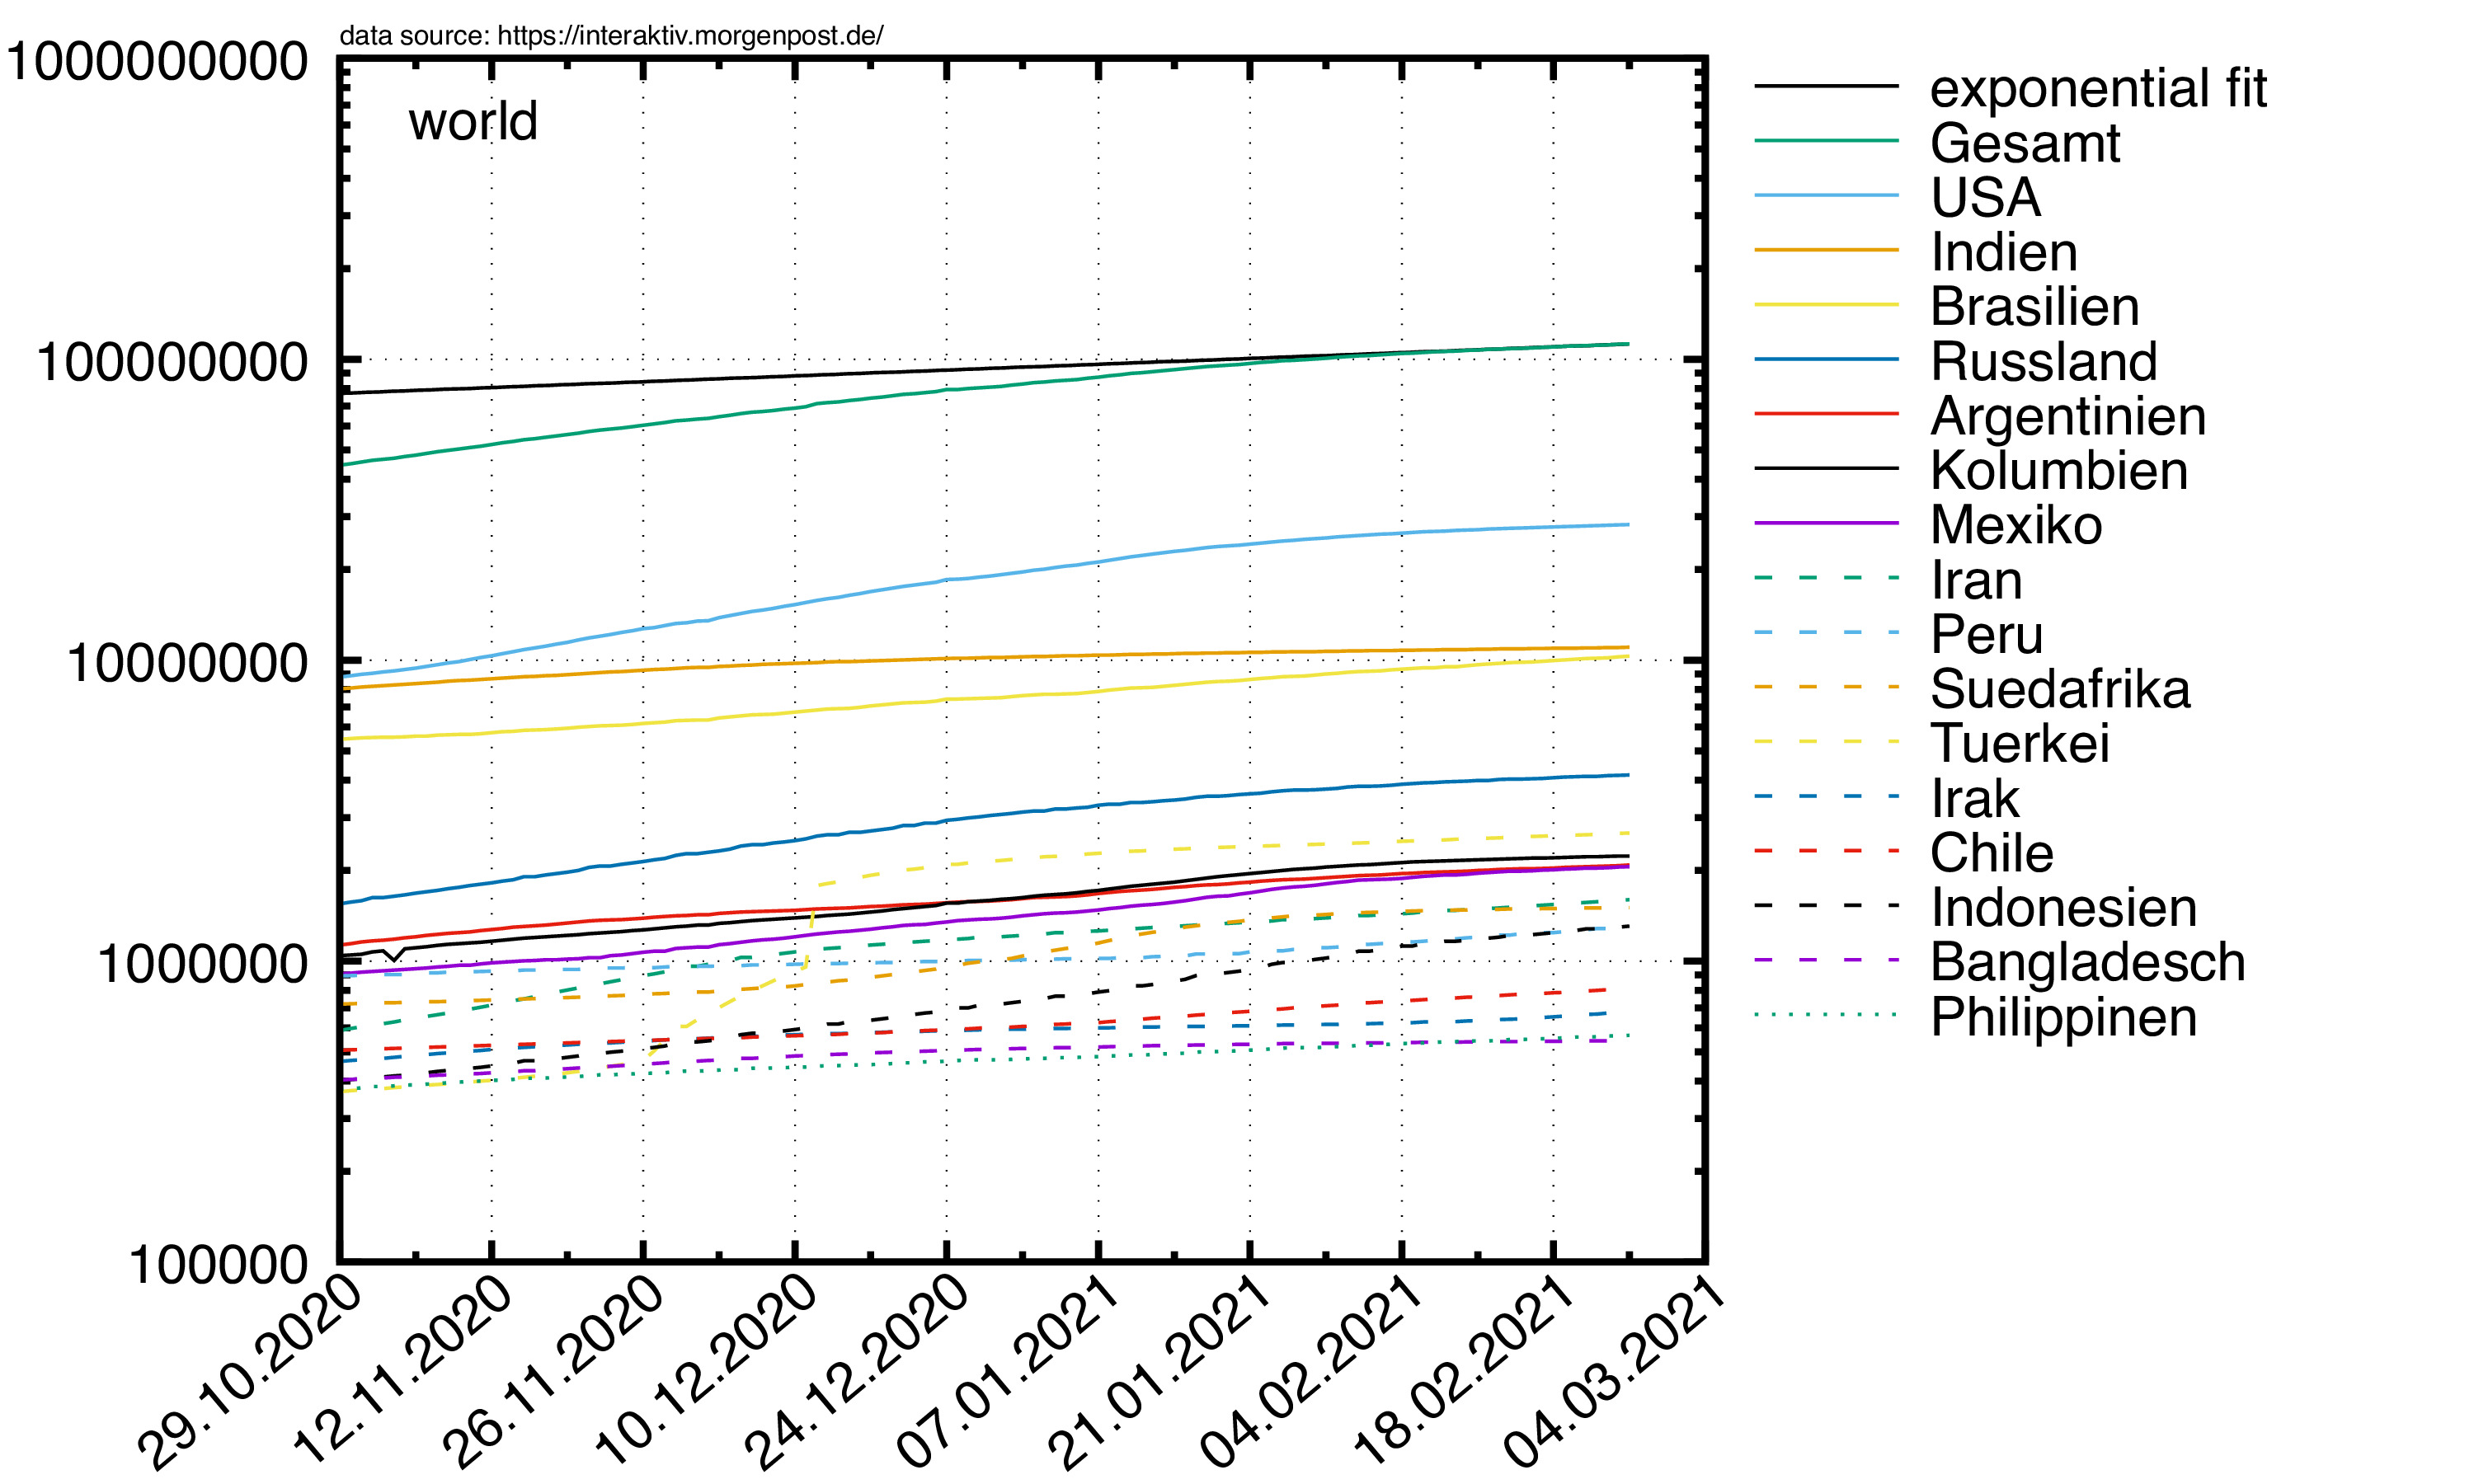 data source: https://interaktiv.morgenpost.de/
1000000000
world
100000000
10000000
1000000
100000
29.10.2020
12.11.2020
26.11.2020
10.12.2020
24.12.2020
07.01.2021
21.01.2021
04.02.2021
18.02.2021
04.03.2021
exponential fit
Gesamt
USA
Indien
Brasilien
Russland
Argentinien
Kolumbien
Mexiko
Iran
Peru
Suedafrika
Tuerkei
Irak
Chile
Indonesien
Bangladesch
Philippinen